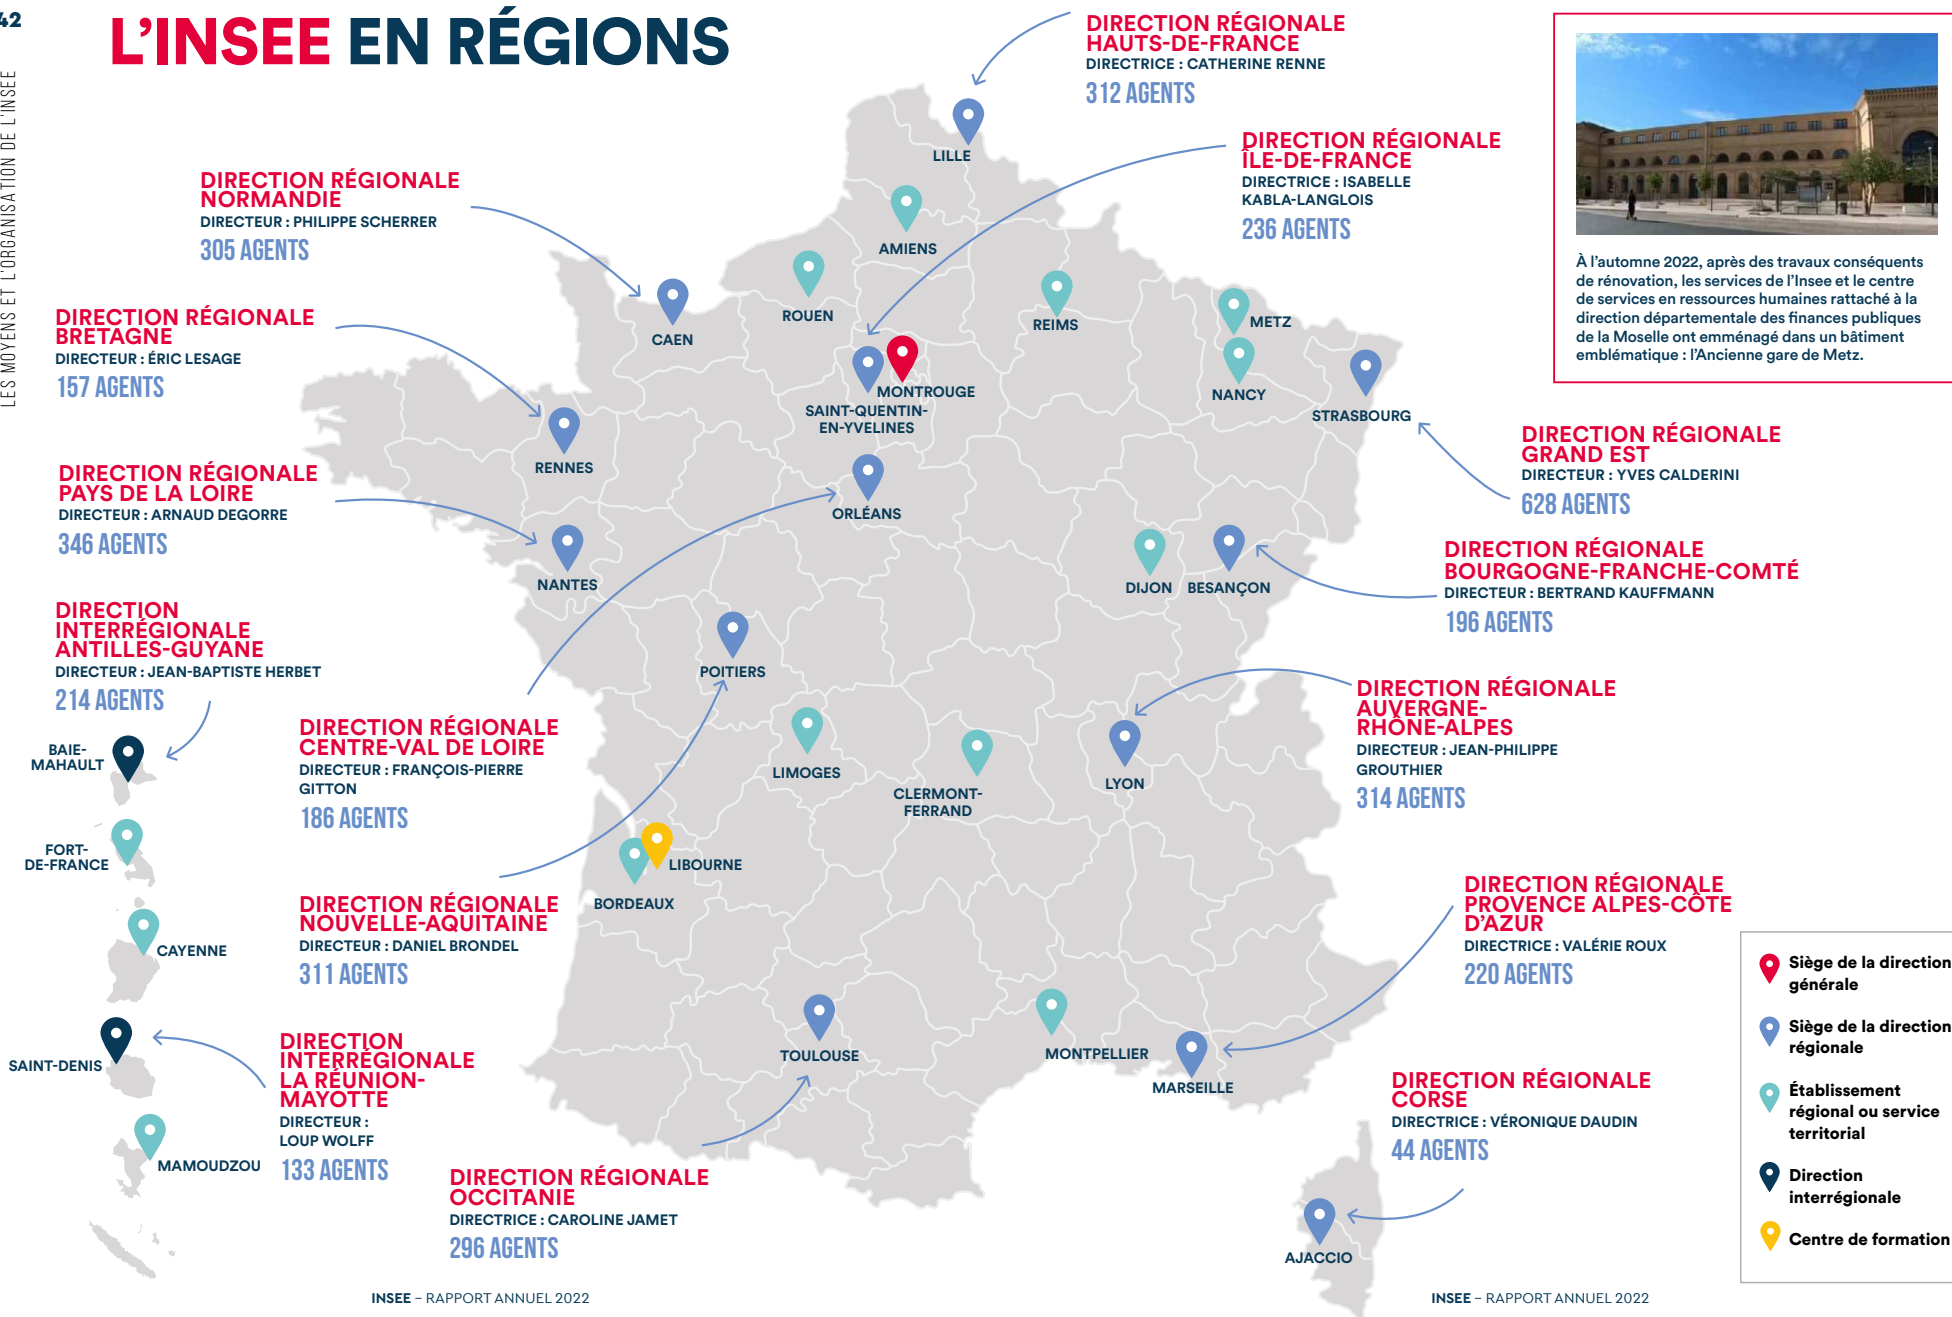 42
LES MOYENS ET L'ORGANISATION DE L'INSEE
L'INSEE EN RÉGIONS
DIRECTION RÉGIONALE
HAUTS-DE-FRANCE
DIRECTRICE : CATHERINE RENNE
312 AGENTS
DIRECTION RÉGIONALE
ÎLE-DE-FRANCE
DIRECTRICE : ISABELLE
KABLA-LANGLOIS
236 AGENTS
À l'automne 2022, après des travaux conséquents
de rénovation, les services de l'Insee et le centre
de services en ressources humaines rattaché à la
direction départementale des finances publiques
de la Moselle ont emménagé dans un bâtiment
emblématique : l'Ancienne gare de Metz.
DIRECTION RÉGIONALE
NORMANDIE
DIRECTEUR : PHILIPPE SCHERRER
305 AGENTS
DIRECTION RÉGIONALE
BRETAGNE
DIRECTEUR : ÉRIC LESAGE
157 AGENTS
DIRECTION RÉGIONALE
PAYS DE LA LOIRE
DIRECTEUR : ARNAUD DEGORRE
346 AGENTS
DIRECTION
INTERRÉGIONALE
ANTILLES-GUYANE
DIRECTEUR : JEAN-BAPTISTE HERBET
214 AGENTS
DIRECTION RÉGIONALE
CENTRE-VAL DE LOIRE
DIRECTEUR : FRANÇOIS-PIERRE
GITTON
186 AGENTS
DIRECTION RÉGIONALE
NOUVELLE-AQUITAINE
DIRECTEUR : DANIEL BRONDEL
311 AGENTS
DIRECTION
INTERRÉGIONALE
LA RÉUNION-
MAYOTTE
DIRECTEUR :
LOUP WOLFF
133 AGENTS
DIRECTION RÉGIONALE
OCCITANIE
DIRECTRICE : CAROLINE JAMET
296 AGENTS
DIRECTION RÉGIONALE
GRAND EST
DIRECTEUR : YVES CALDERINI
628 AGENTS
DIRECTION RÉGIONALE
BOURGOGNE-FRANCHE-COMTÉ
DIRECTEUR : BERTRAND KAUFFMANN
196 AGENTS
DIRECTION RÉGIONALE
AUVERGNE-
RHÔNE-ALPES
DIRECTEUR : JEAN-PHILIPPE
GROUTHIER
314 AGENTS
DIRECTION RÉGIONALE
PROVENCE ALPES-CÔTE
D'AZUR
DIRECTRICE : VALÉRIE ROUX
220 AGENTS
DIRECTION RÉGIONALE
CORSE
DIRECTRICE : VÉRONIQUE DAUDIN
44 AGENTS
LILLE
AMIENS
ROUEN
CAEN
REIMS
METZ
NANCY
STRASBOURG
MONTROUGE
SAINT-QUENTIN-
EN-YVELINES
RENNES
ORLÉANS
NANTES
DIJON
BESANÇON
POITIERS
LIMOGES
CLERMONT-
FERRAND
LYON
LIBOURNE
BORDEAUX
TOULOUSE
MONTPELLIER
MARSEILLE
AJACCIO
BAIE-
MAHAULT
FORT-
DE-FRANCE
CAYENNE
SAINT-DENIS
MAMOUDZOU
Siège de la direction
générale
Siège de la direction
régionale
Établissement
régional ou service
territorial
Direction
interrégionale
Centre de formation
INSEE – RAPPORT ANNUEL 2022
INSEE – RAPPORT ANNUEL 2022